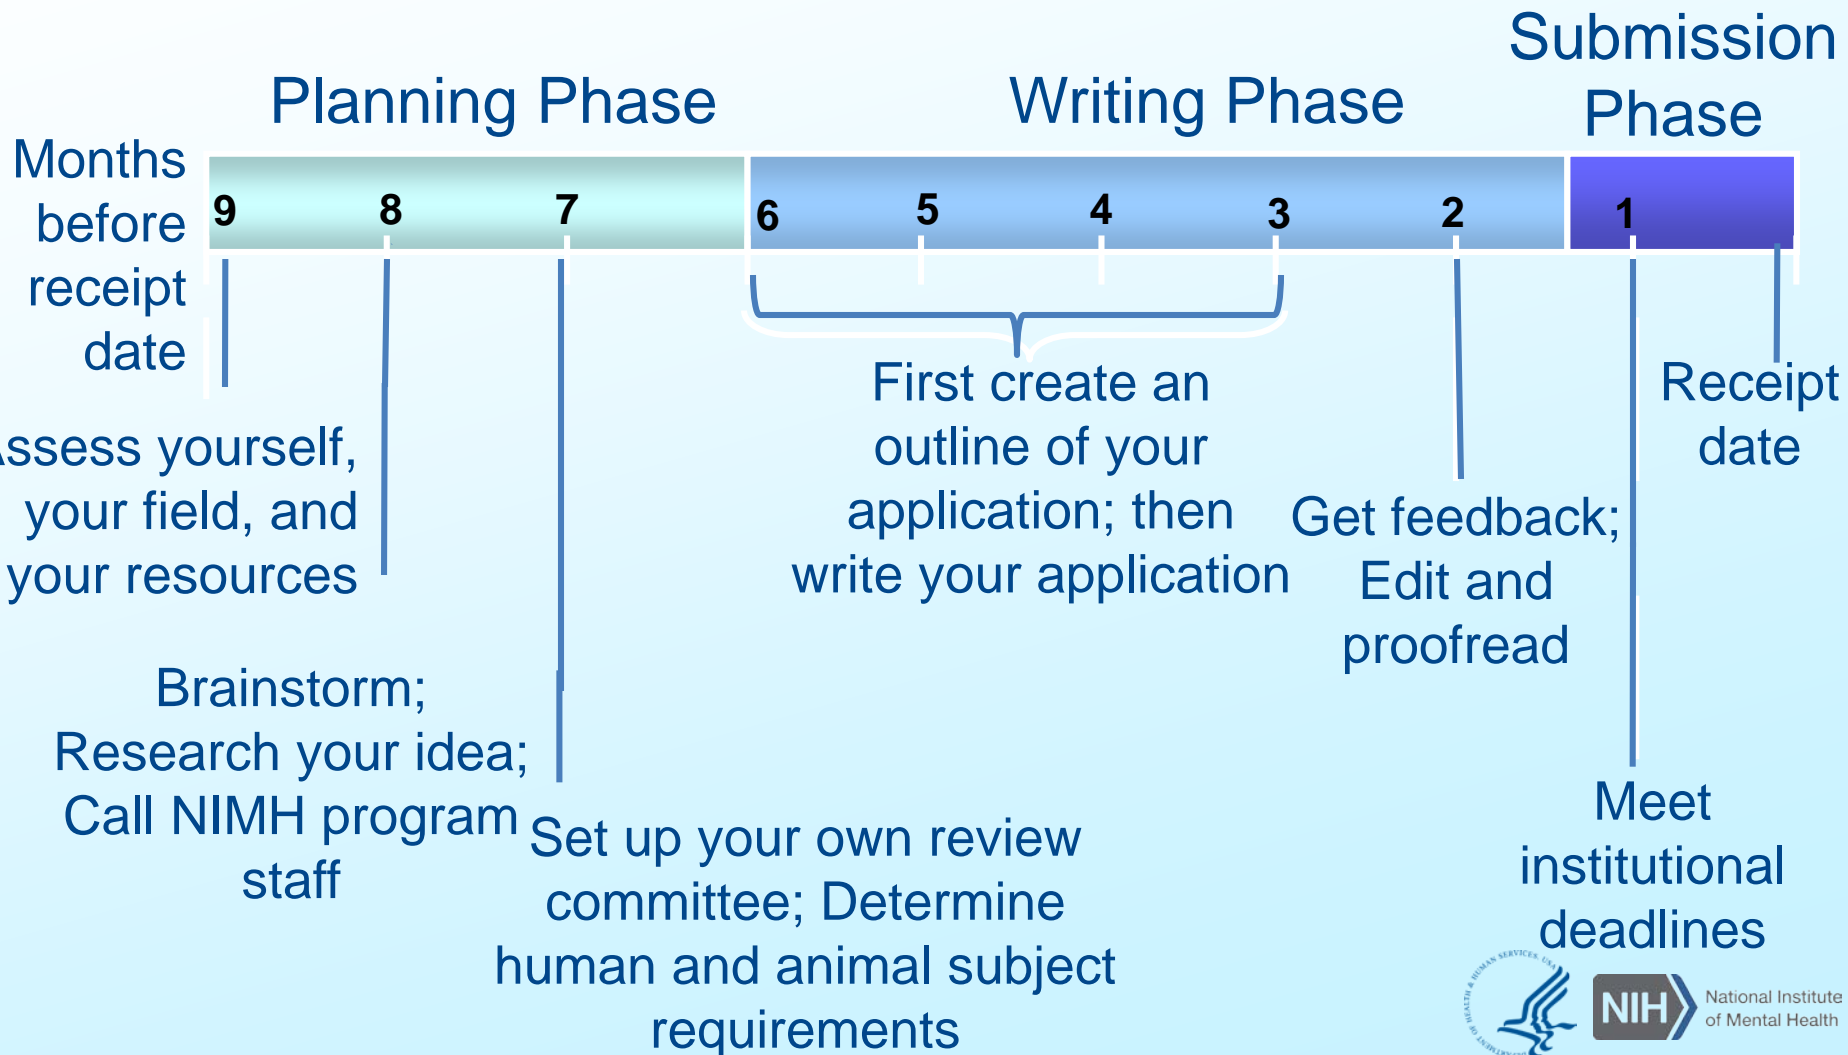 Planning Phase
Writing Phase
Submission
Phase
Months
before
receipt
date
9 8 7 6 5 4 3 2 1
Assess yourself,
your field, and
your resources
Brainstorm;
Research your idea;
Call NIMH program
staff
Set up your own review
committee; Determine
human and animal subject
requirements
First create an
outline of your
application; then
write your application
Get feedback;
Edit and
proofread
Meet
institutional
deadlines
Receipt
date
NIH
National Institute
of Mental Health